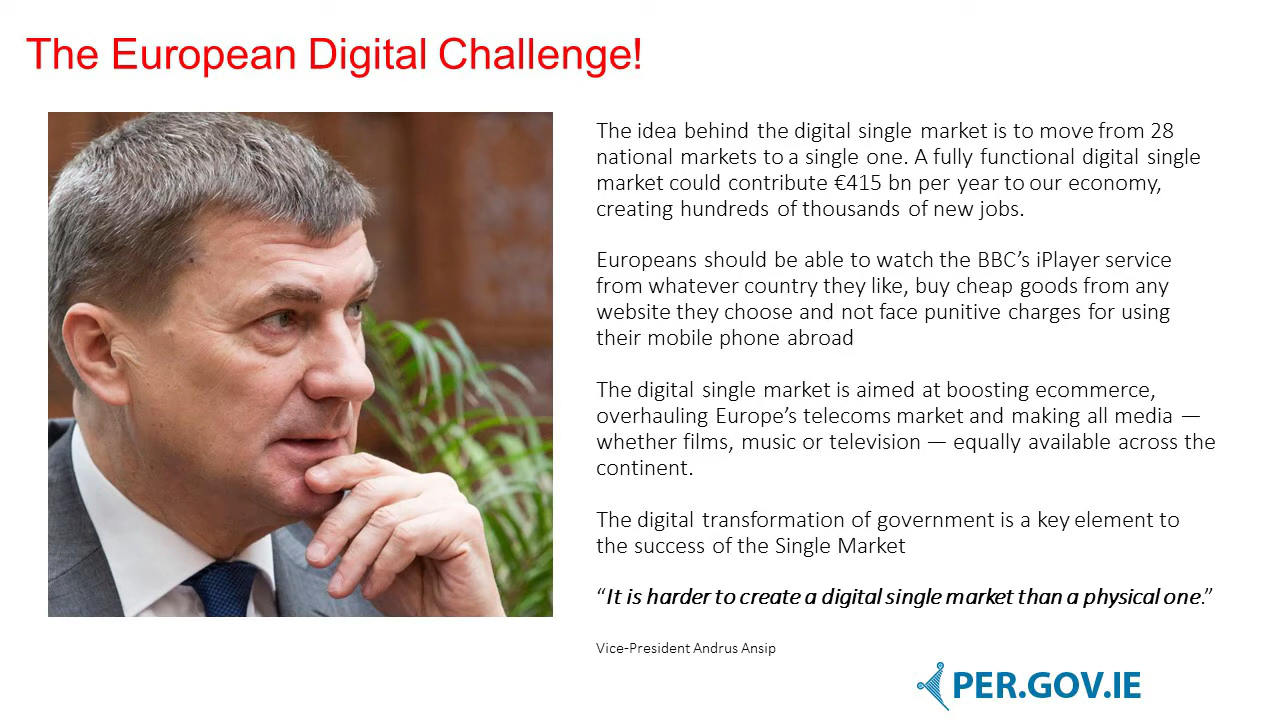 The European Digital Challenge!
The idea behind the digital single market is to move from 28
national markets to a single one. A fully functional digital single
market could contribute €415 bn per year to our economy,
creating hundreds of thousands of new jobs.
Europeans should be able to watch the BBC’s iPlayer service
from whatever country they like, buy cheap goods from any
website they choose and not face punitive charges for using
their mobile phone abroad
The digital single market is aimed at boosting ecommerce,
overhauling Europe’s telecoms market and making all media —
whether films, music or television — equally available across the
continent.
The digital transformation of government is a key element to
the success of the Single Market
“It is harder to create a digital single market than a physical one.”
Vice-President Andrus Ansip
PER.GOV.IE